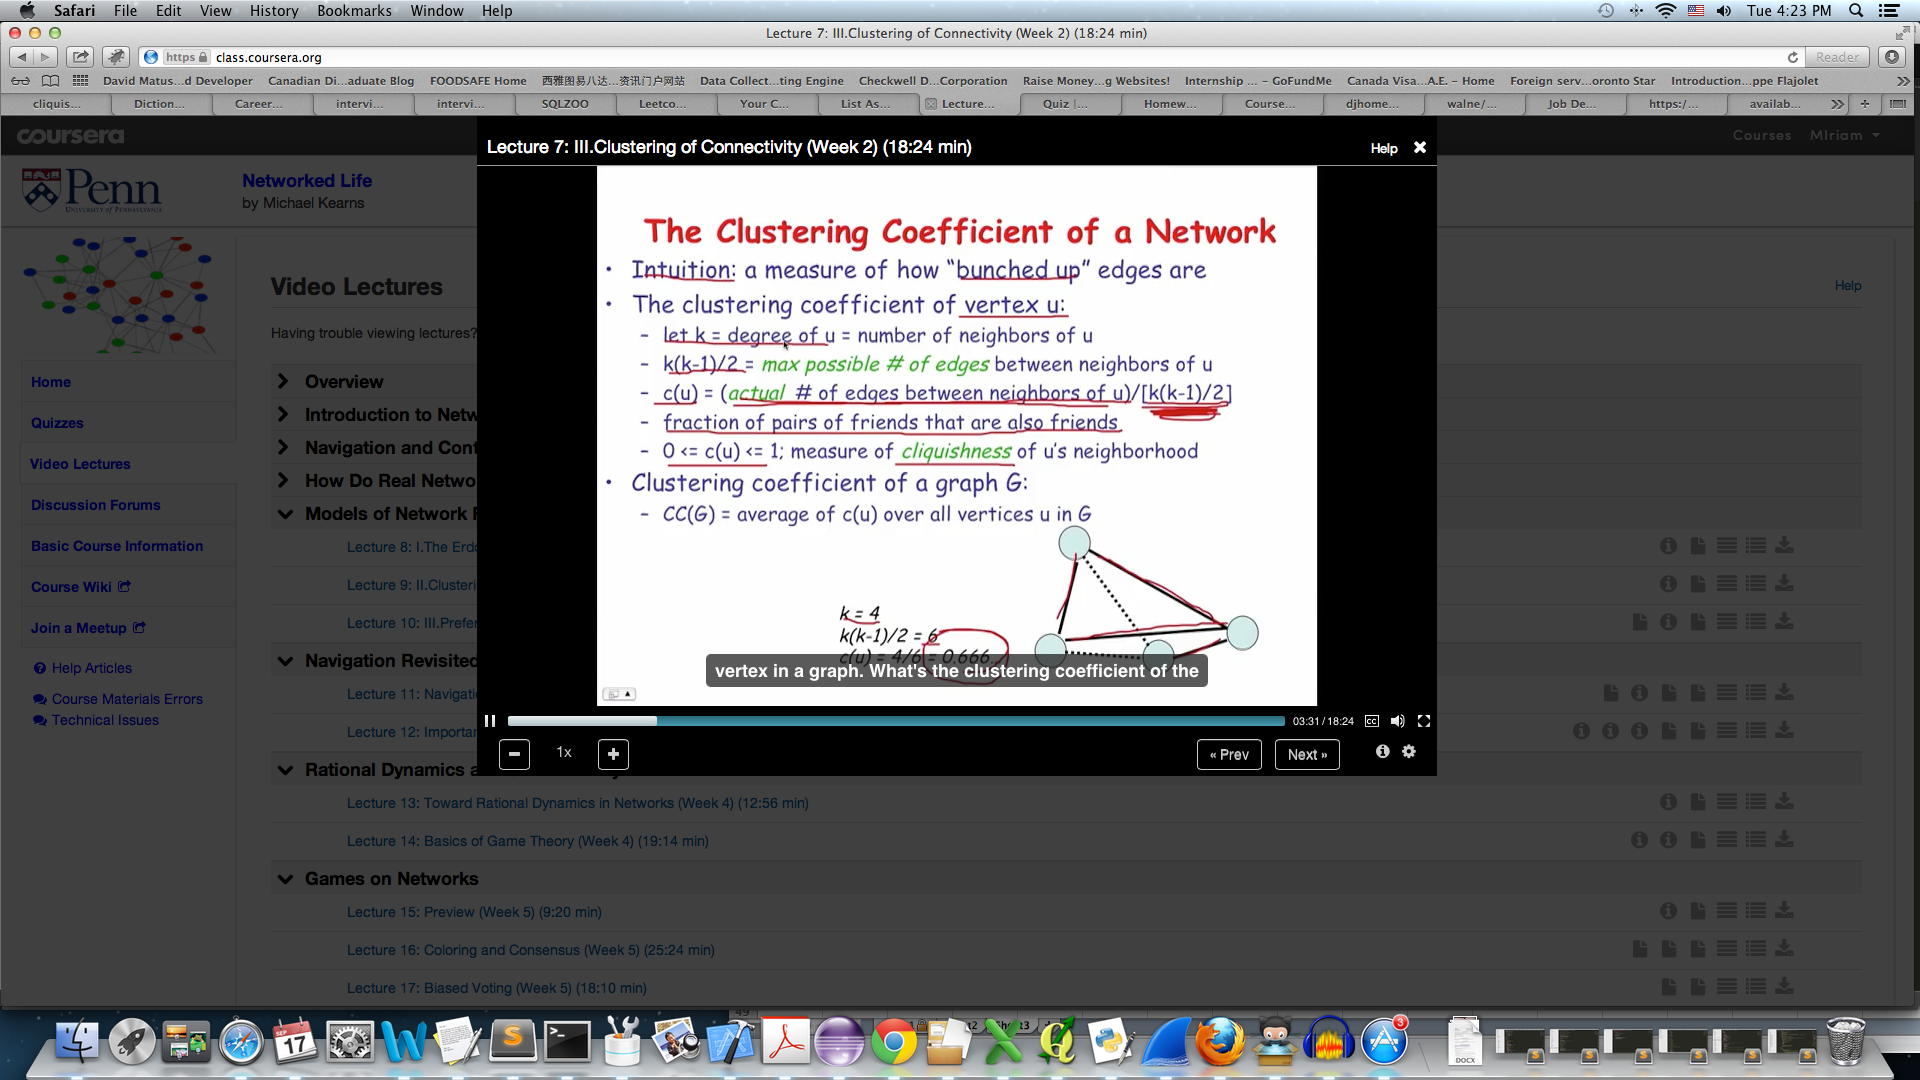 Safari File Edit View History Bookmarks Window Help Tue 4:23 PM
Lecture 7: III.Clustering of Connectivity (Week 2) (18:24 min)
https class.coursera.org Reader
David Matus...d Developer Canadian Di...aduate Blog FOODSAFE Home 西雅图易八达...资讯门户网站 Data Collect...ting Engine Checkwell D...Corporation Raise Money...g Websites! Internship ... – GoFundMe Canada Visa...A.E. – Home Foreign serv...oronto Star Introduction...ppe Flajolet
cliquis... Diction... Career... intervi... intervi... SQLZOO Leetco... Your C... List As... Lecture... Quiz |... Homew... Course... djhome... walne/... Job De... https:/... availab...
coursera Courses MIriam
Lecture 7: III.Clustering of Connectivity (Week 2) (18:24 min) Help
Penn
UNIVERSITY of PENNSYLVANIA
Networked Life
by Michael Kearns
Home
Quizzes
Video Lectures
Discussion Forums
Basic Course Information
Course Wiki
Join a Meetup
Help Articles
Course Materials Errors
Technical Issues
Video Lectures
Help
Having trouble viewing lectures?
Overview
Introduction to Netw
Navigation and Cont
How Do Real Netwo
Models of Network F
Lecture 8: I.The Erdo
Lecture 9: II.Clusteri
Lecture 10: III.Prefer
Navigation Revisited
Lecture 11: Navigatio
Lecture 12: Importan
Rational Dynamics a
Lecture 13: Toward Rational Dynamics in Networks (Week 4) (12:56 min)
Lecture 14: Basics of Game Theory (Week 4) (19:14 min)
Games on Networks
Lecture 15: Preview (Week 5) (9:20 min)
Lecture 16: Coloring and Consensus (Week 5) (25:24 min)
Lecture 17: Biased Voting (Week 5) (18:10 min)
The Clustering Coefficient of a Network
• Intuition: a measure of how “bunched up” edges are
• The clustering coefficient of vertex u:
– let k = degree of u = number of neighbors of u
– k(k-1)/2 = max possible # of edges between neighbors of u
– c(u) = (actual # of edges between neighbors of u)/[k(k-1)/2]
– fraction of pairs of friends that are also friends
– 0 <= c(u) <= 1; measure of cliquishness of u's neighborhood
• Clustering coefficient of a graph G:
– CC(G) = average of c(u) over all vertices u in G
k = 4
k(k-1)/2 = 6
c(u) = 4/6 = 0.666...
vertex in a graph. What's the clustering coefficient of the
03:31 / 18:24 CC
1x « Prev Next »
SEP
17
3
DOCX